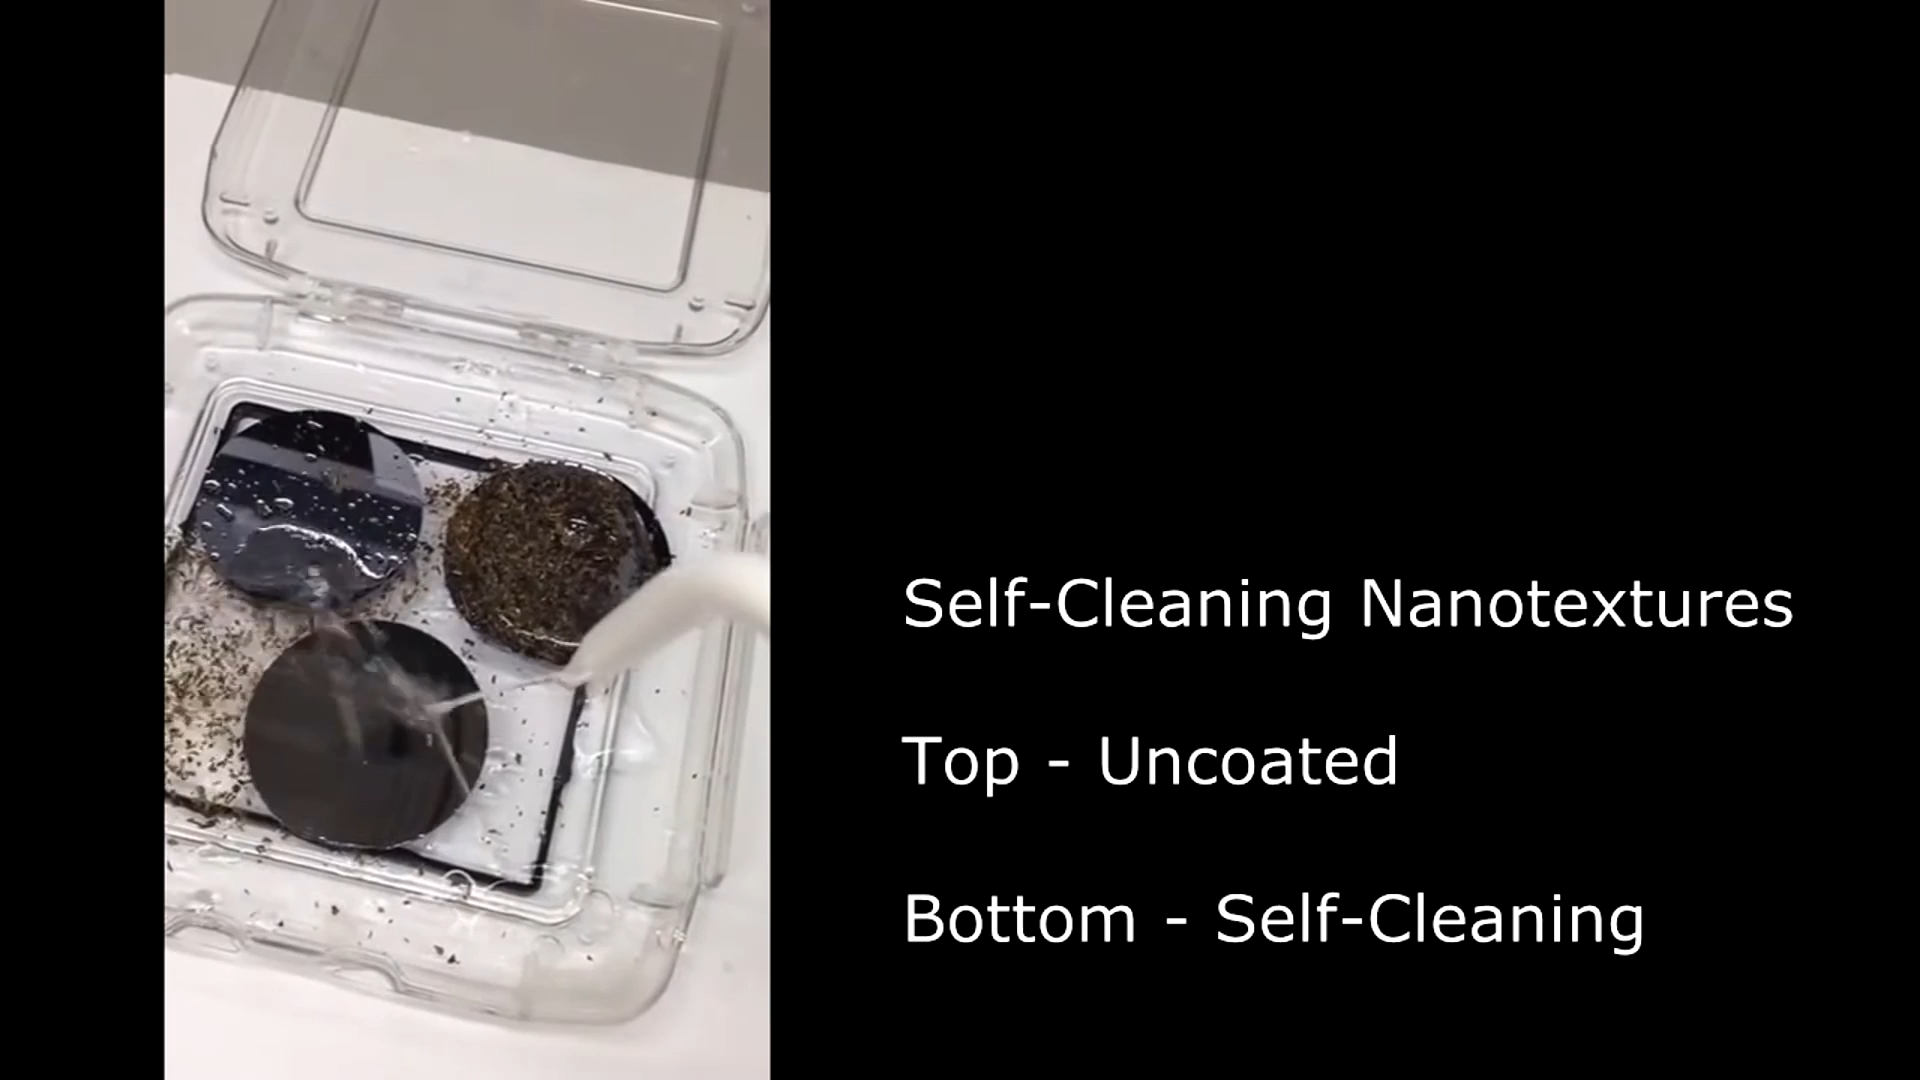 Self-Cleaning Nanotextures
Top - Uncoated
Bottom - Self-Cleaning